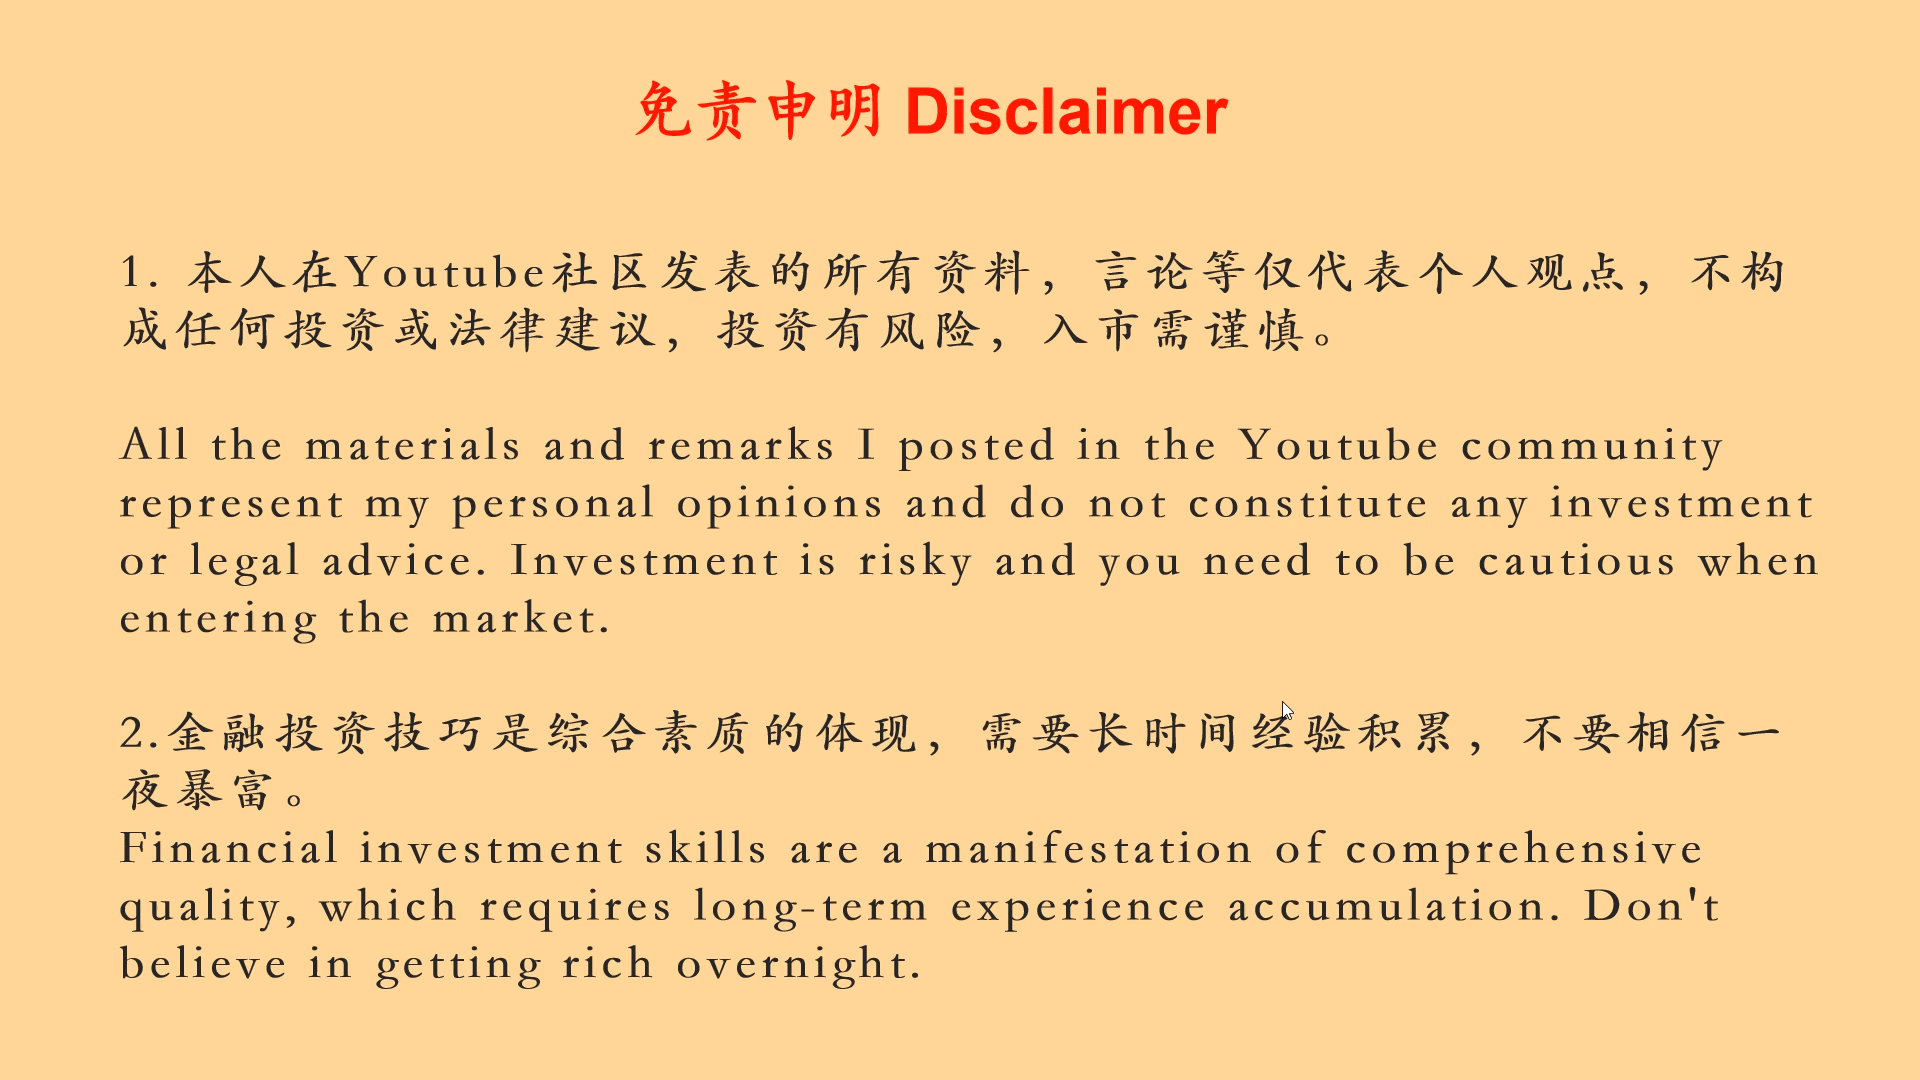 免责申明 Disclaimer
1. 本人在Youtube社区发表的所有资料，言论等仅代表个人观点，不构
成任何投资或法律建议，投资有风险，入市需谨慎。
All the materials and remarks I posted in the Youtube community
represent my personal opinions and do not constitute any investment
or legal advice. Investment is risky and you need to be cautious when
entering the market.
2.金融投资技巧是综合素质的体现，需要长时间经验积累，不要相信一
夜暴富。
Financial investment skills are a manifestation of comprehensive
quality, which requires long-term experience accumulation. Don't
believe in getting rich overnight.